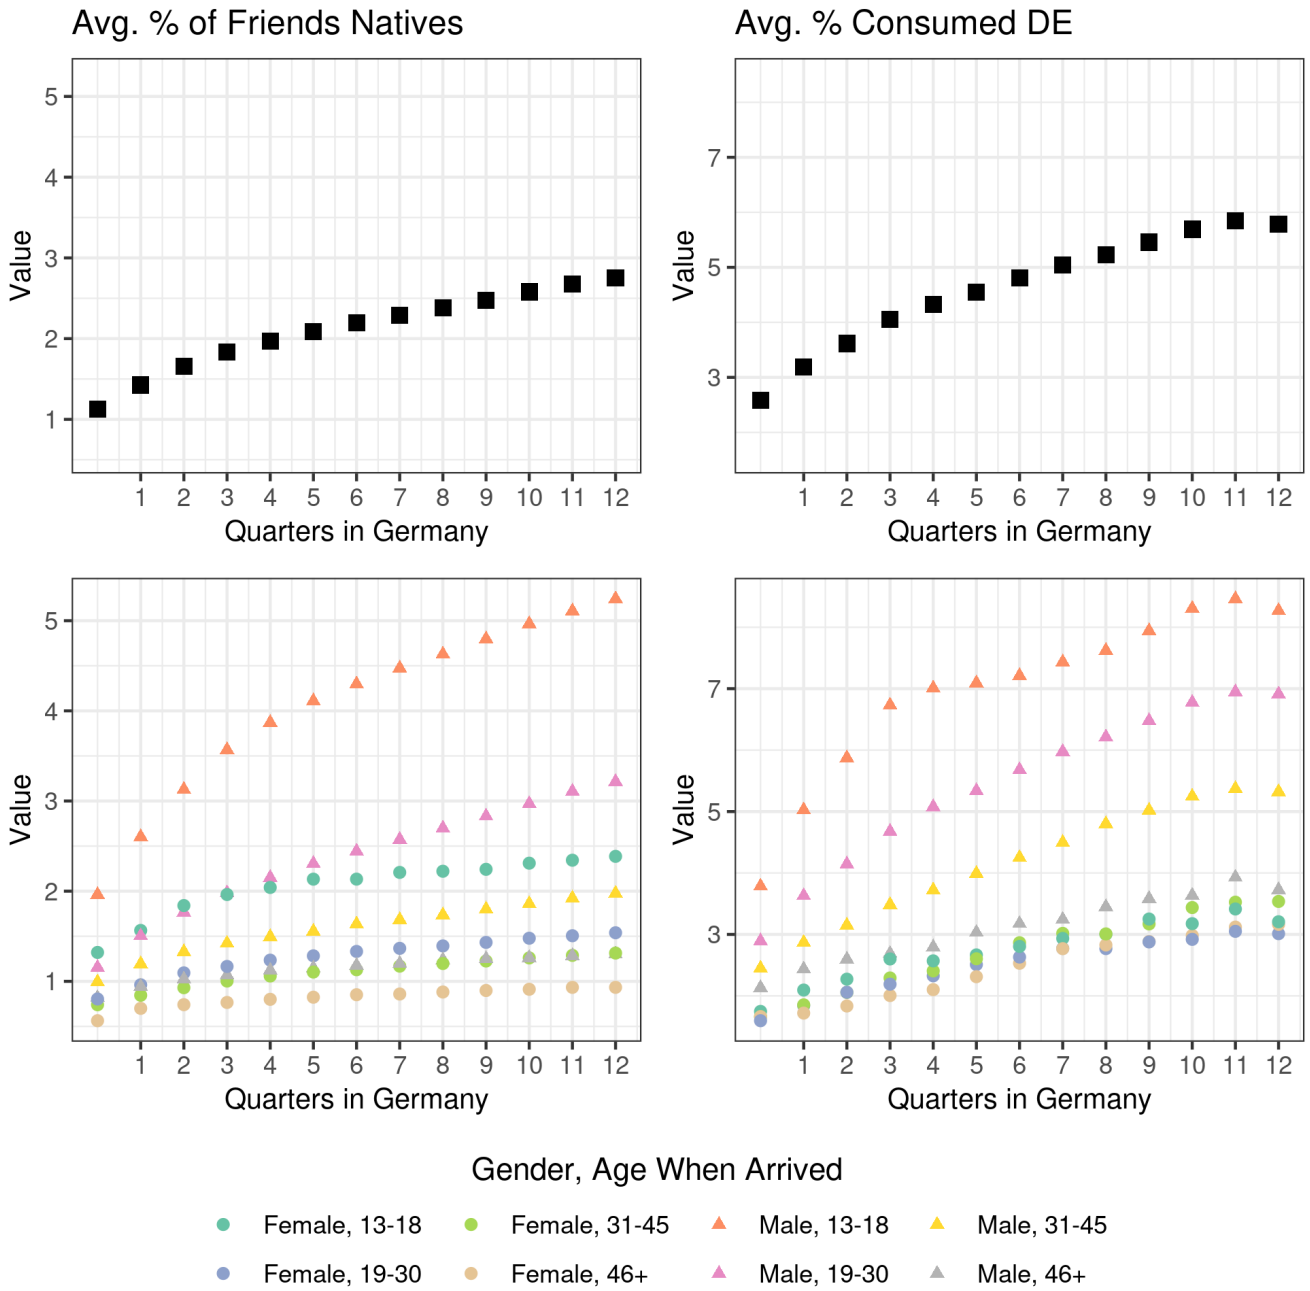 Avg. % of Friends Natives
Avg. % Consumed DE
5
4
3
2
1
Value
1 2 3 4 5 6 7 8 9 10 11 12
Quarters in Germany
7
5
3
Value
1 2 3 4 5 6 7 8 9 10 11 12
Quarters in Germany
5
4
3
2
1
Value
1 2 3 4 5 6 7 8 9 10 11 12
Quarters in Germany
7
5
3
Value
1 2 3 4 5 6 7 8 9 10 11 12
Quarters in Germany
Gender, Age When Arrived
Female, 13-18 Female, 31-45 Male, 13-18 Male, 31-45
Female, 19-30 Female, 46+ Male, 19-30 Male, 46+